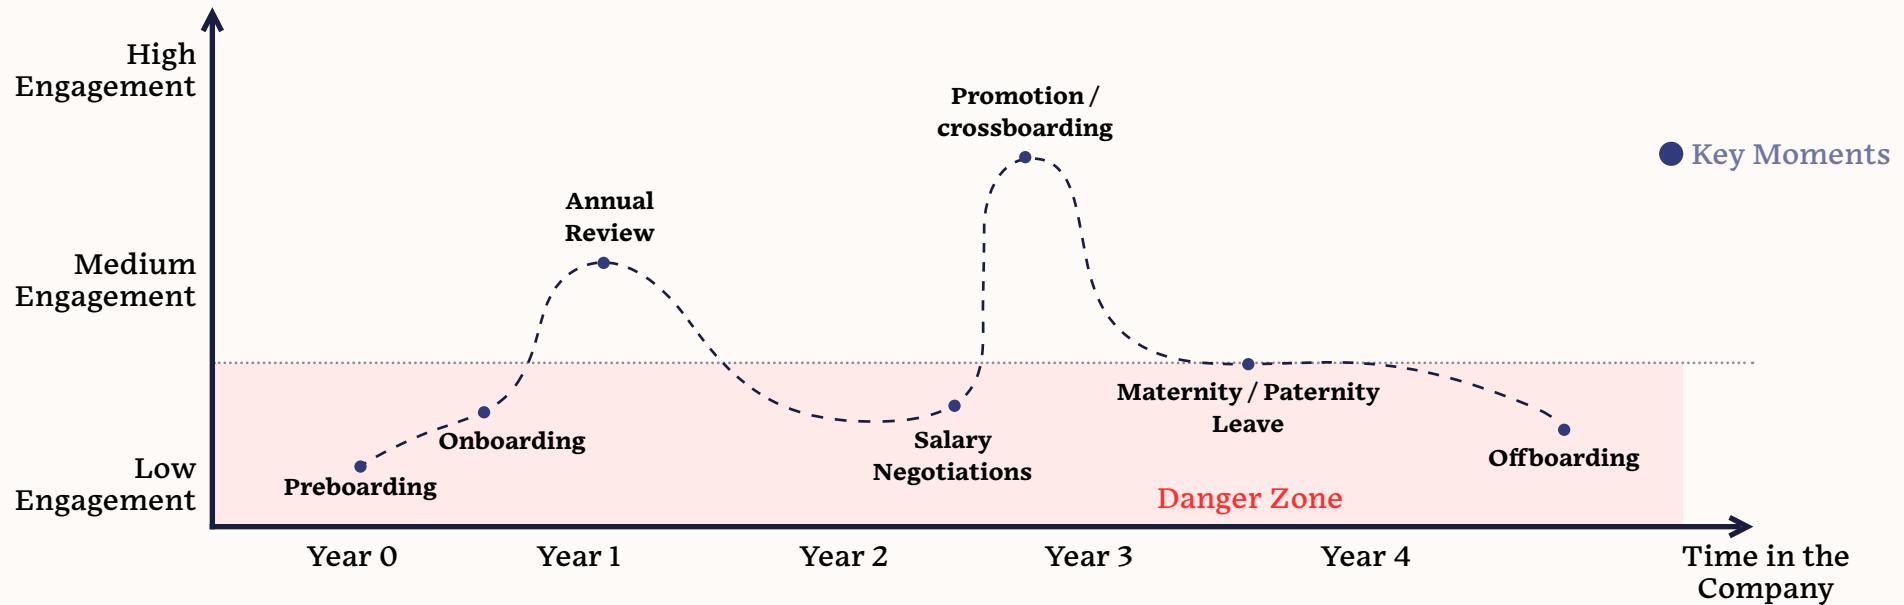 High
Engagement
Promotion /
crossboarding
Key Moments
Annual
Review
Medium
Engagement
Maternity / Paternity
Leave
Onboarding
Salary
Negotiations
Offboarding
Low
Engagement
Preboarding
Danger Zone
Year 0
Year 1
Year 2
Year 3
Year 4
Time in the
Company